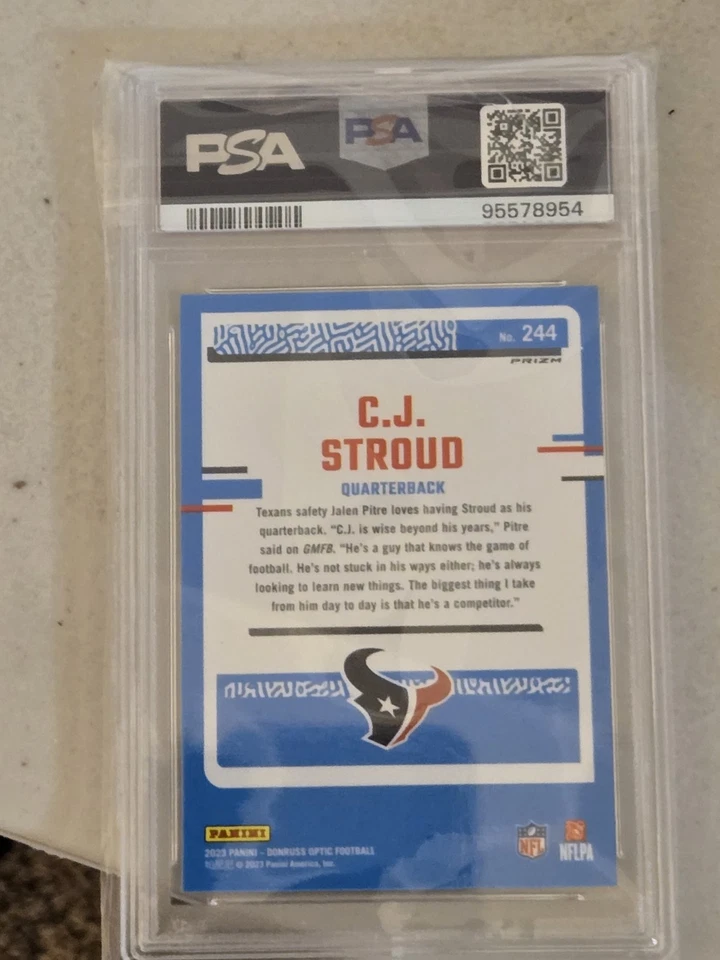 PSA
PSA
95578954
No. 244
PRIZM
C.J.
STROUD
QUARTERBACK
Texans safety Jalen Pitre loves having Stroud as his
quarterback. “C.J. is wise beyond his years,” Pitre
said on GMFB. “He's a guy that knows the game of
football. He's not stuck in his ways either; he's always
looking to learn new things. The biggest thing I take
from him day to day is that he's a competitor.”
PANINI
2023 PANINI - DONRUSS OPTIC FOOTBALL
© 2023 Panini America, Inc.
NFL
NFLPA